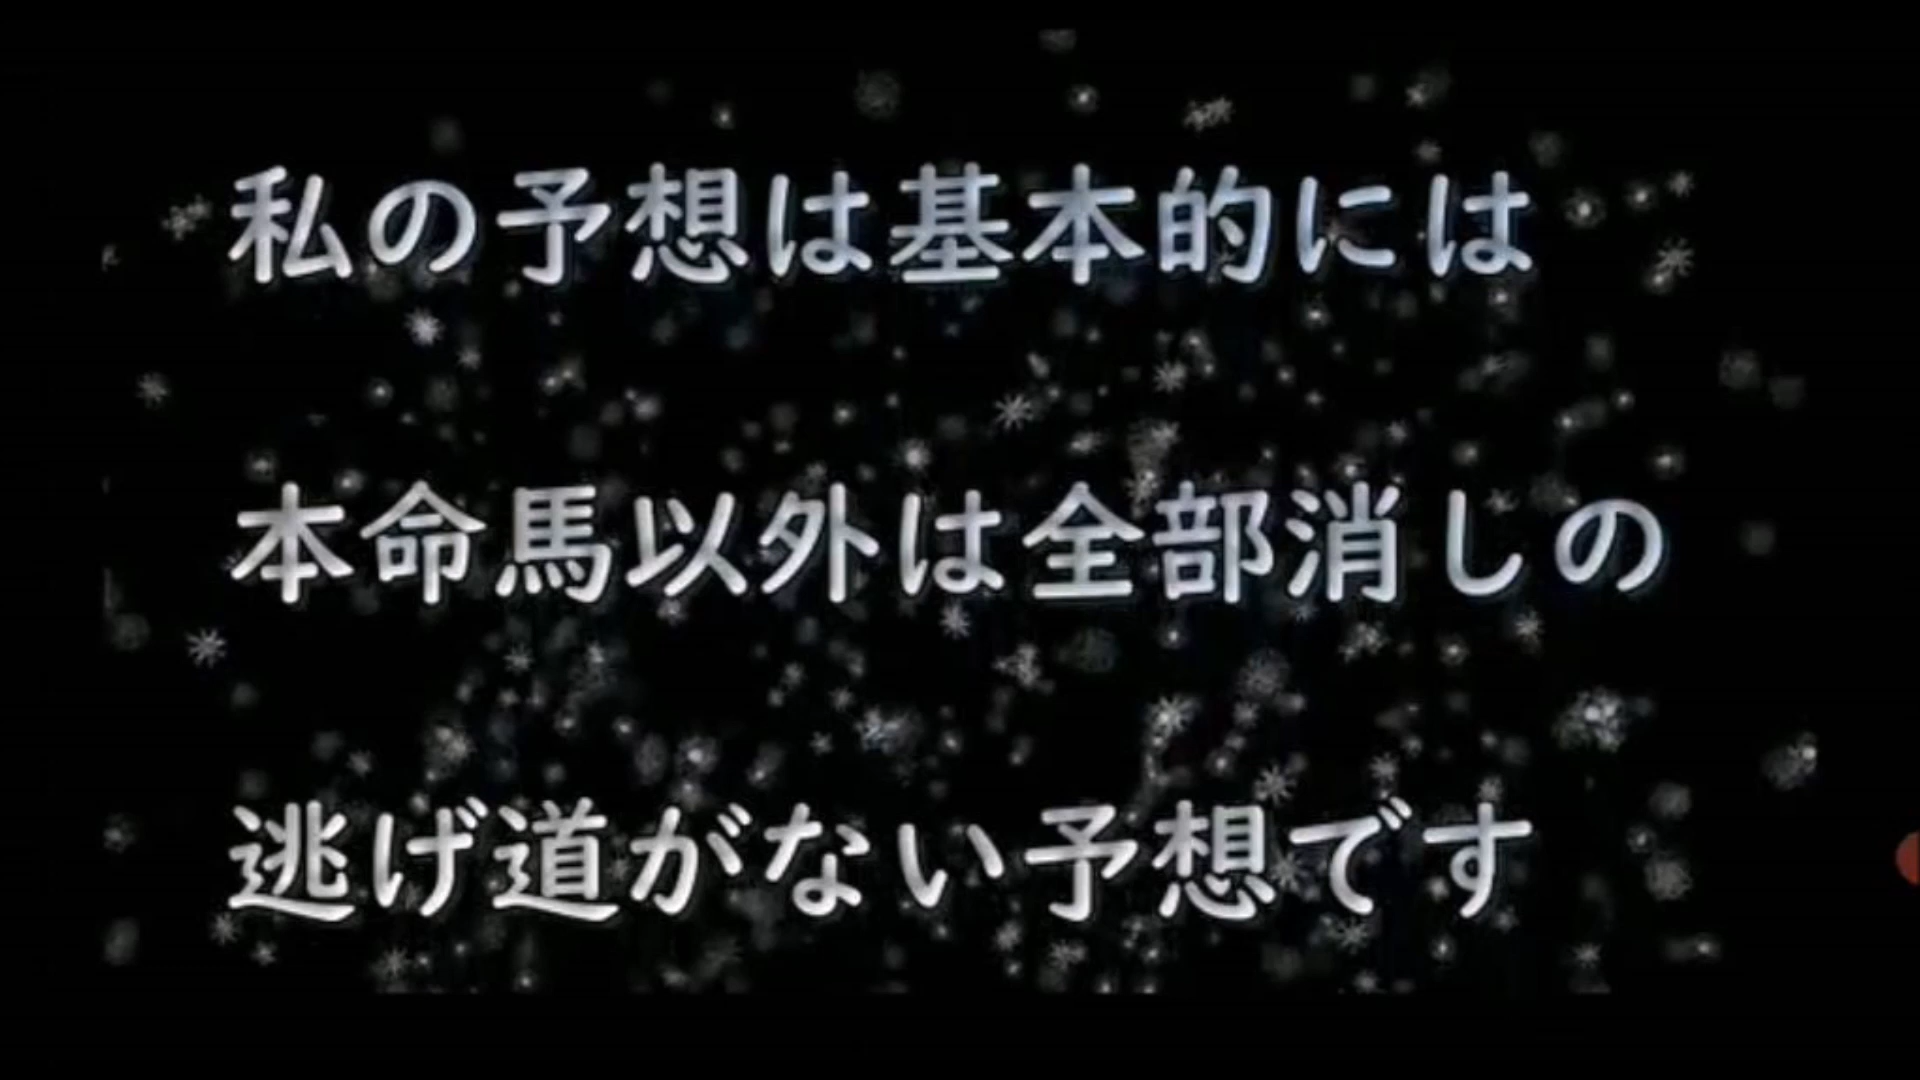 私の予想は基本的には
本命馬以外は全部消しの
逃げ道がない予想です